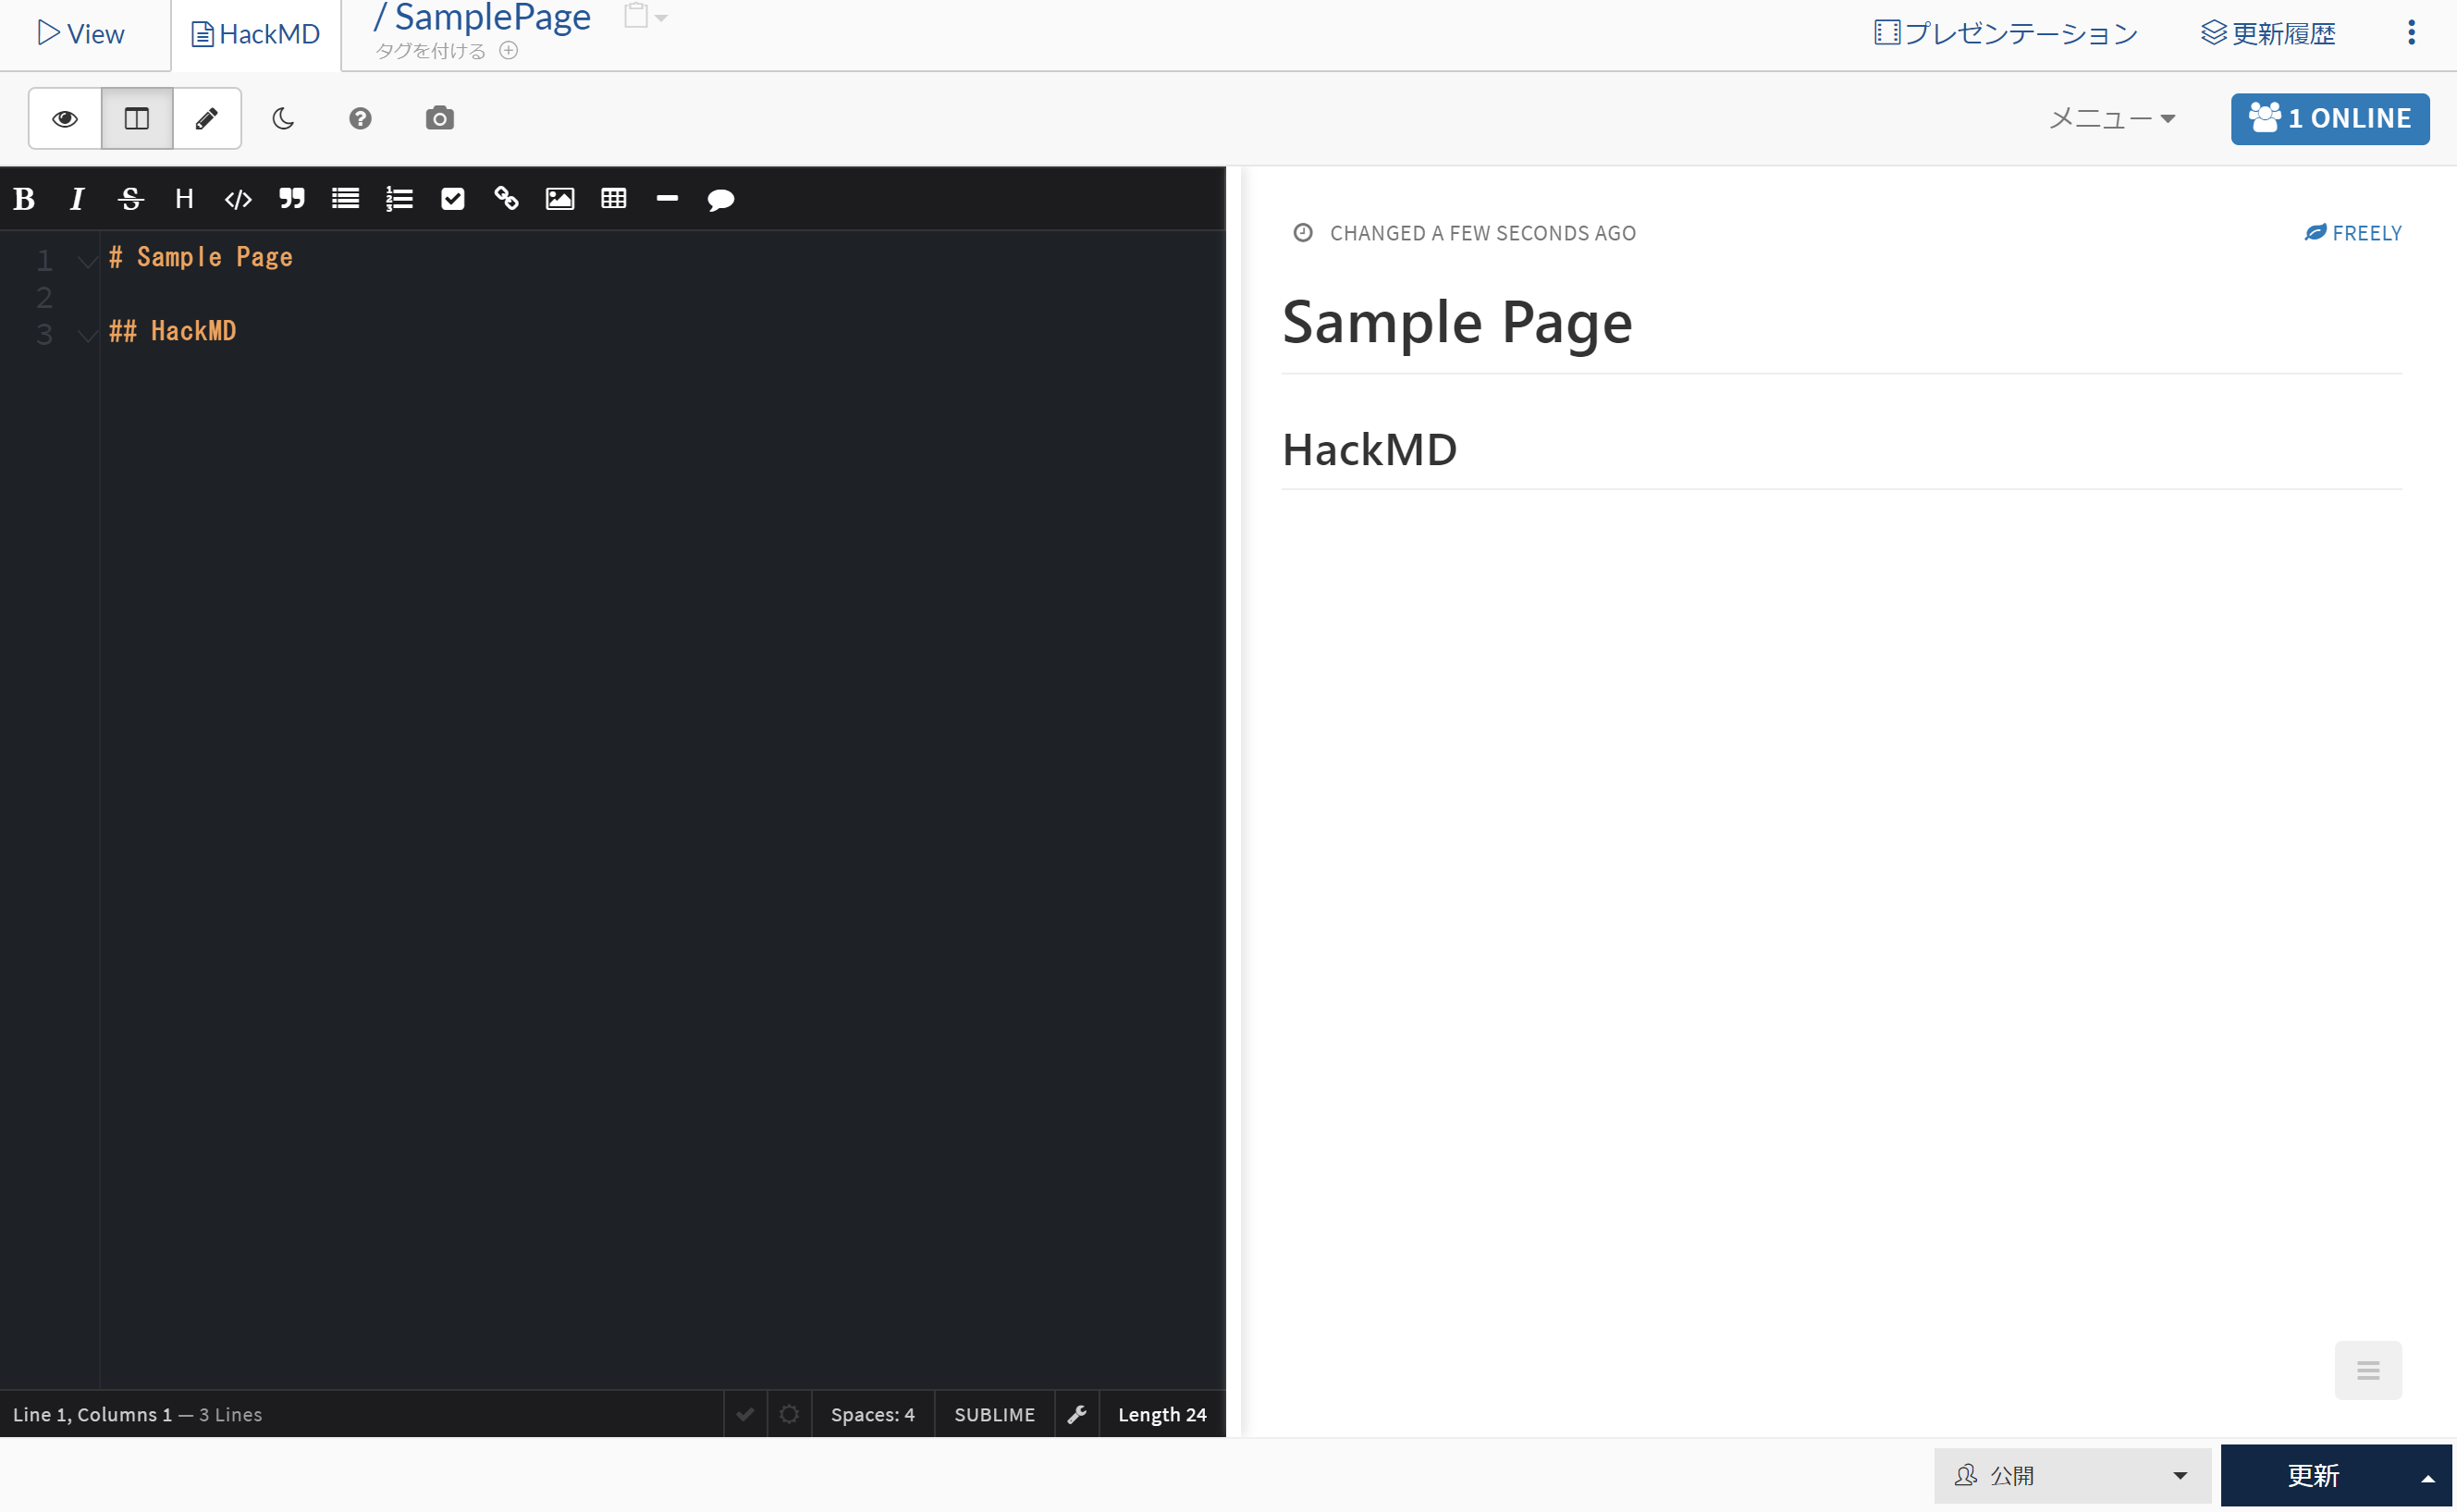 View
HackMD
/ SamplePage
タグを付ける
プレゼンテーション
更新履歴
メニュー
1 ONLINE
B I S H </>
1 # Sample Page
2
3 ## HackMD
CHANGED A FEW SECONDS AGO
FREELY
Sample Page
HackMD
Line 1, Columns 1 — 3 Lines
Spaces: 4
SUBLIME
Length 24
公開
更新